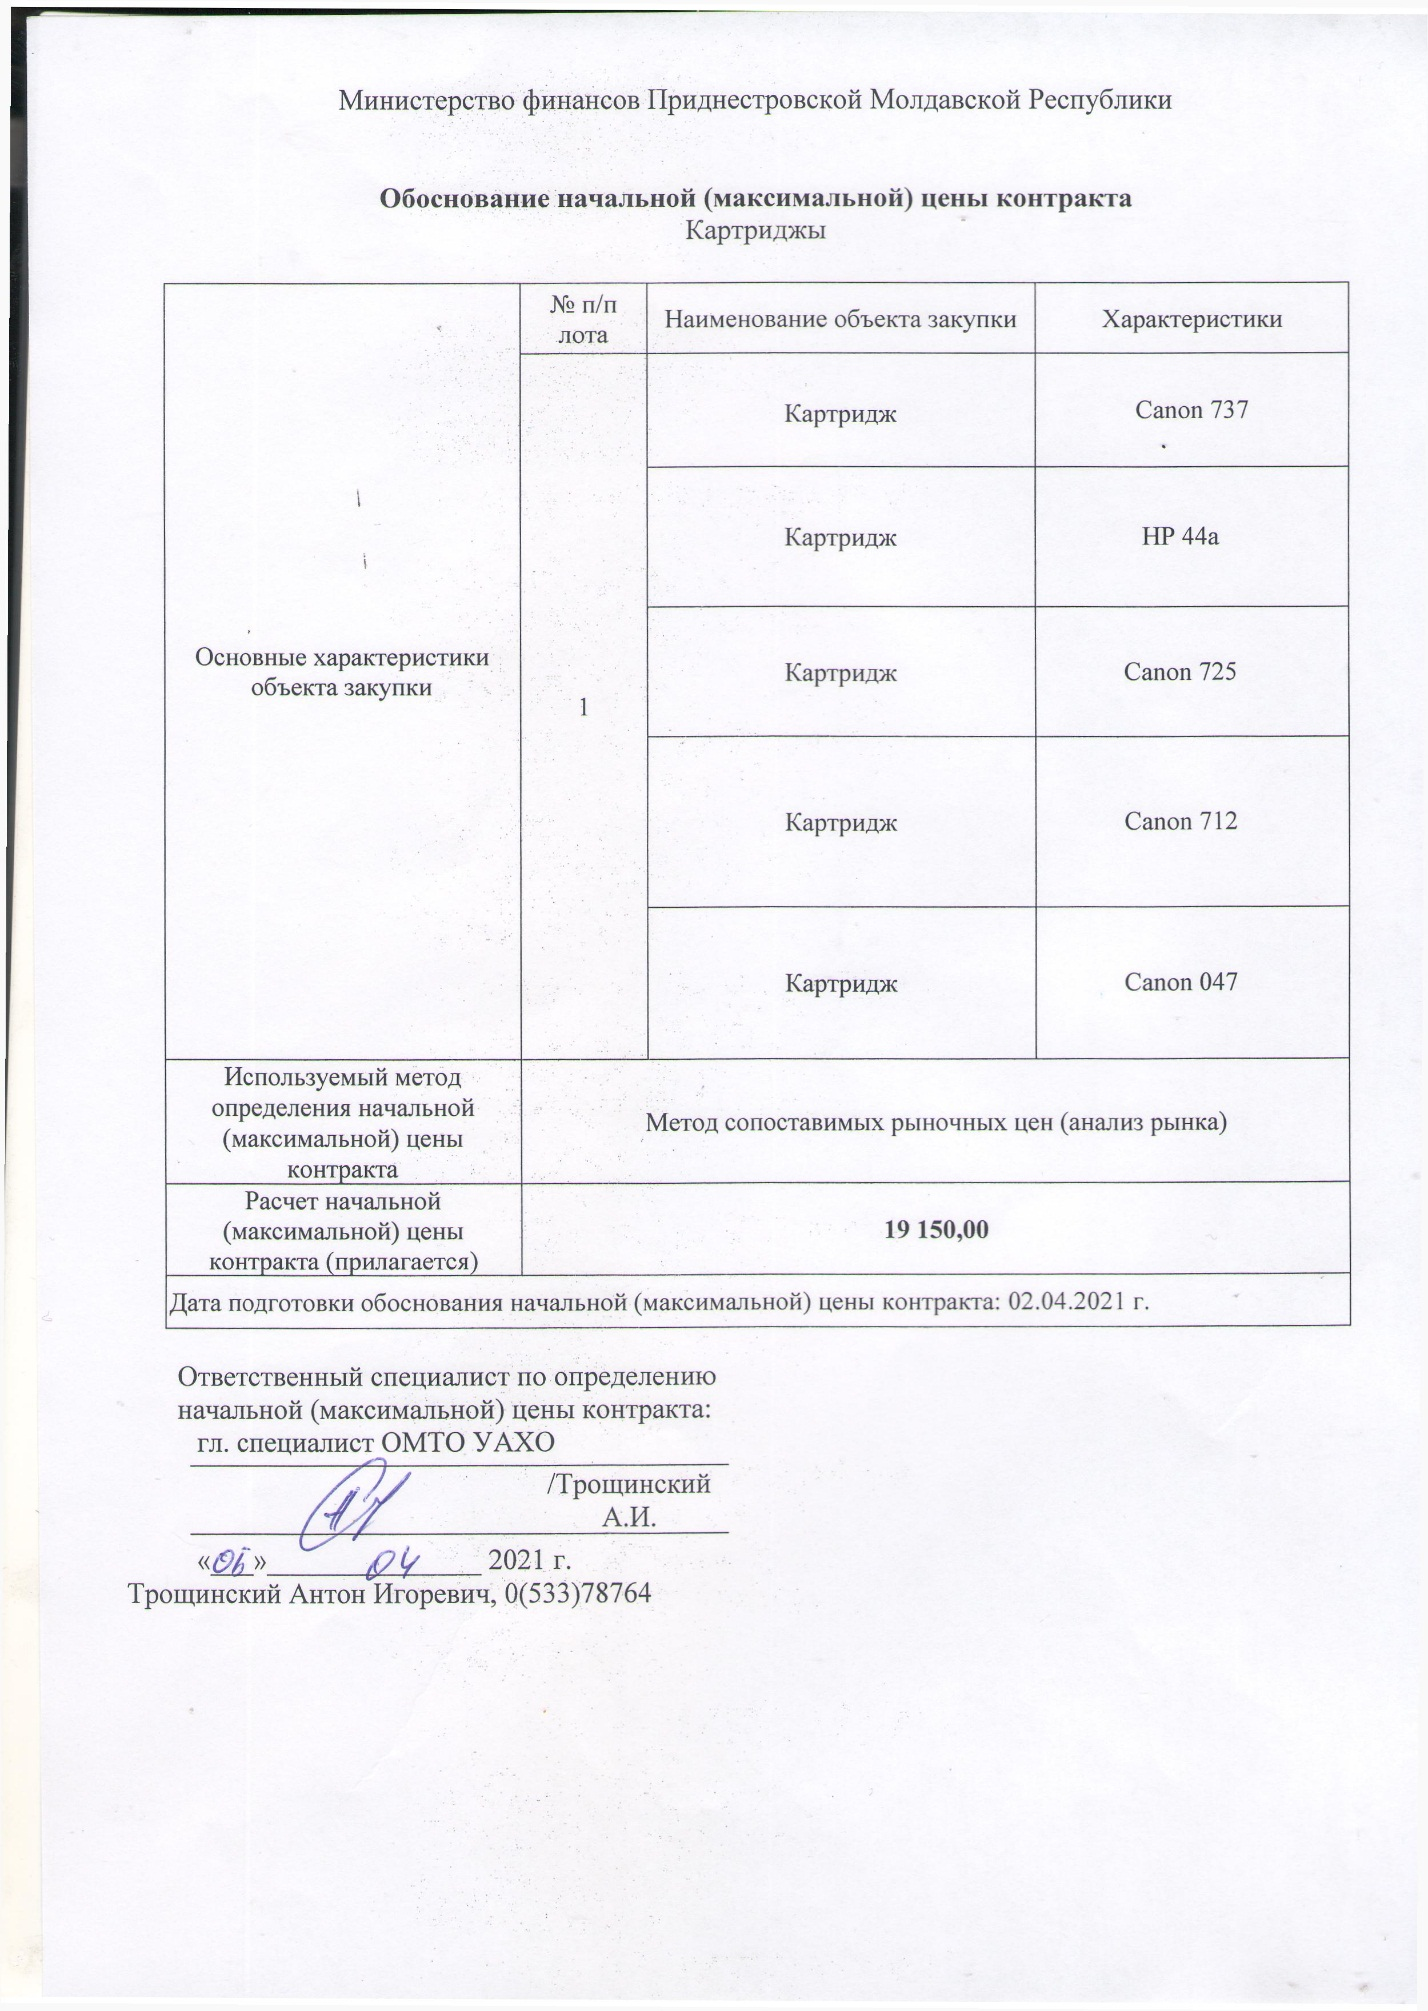 Министерство финансов Приднестровской Молдавской Республики
Обоснование начальной (максимальной) цены контракта
Картриджы
№ п/п
лота
Наименование объекта закупки
Характеристики
Основные характеристики
объекта закупки
1
Картридж
Canon 737
Картридж
HP 44a
Картридж
Canon 725
Картридж
Canon 712
Картридж
Canon 047
Используемый метод
определения начальной
(максимальной) цены
контракта
Метод сопоставимых рыночных цен (анализ рынка)
Расчет начальной
(максимальной) цены
контракта (прилагается)
19 150,00
Дата подготовки обоснования начальной (максимальной) цены контракта: 02.04.2021 г.
Ответственный специалист по определению
начальной (максимальной) цены контракта:
гл. специалист ОМТО УАХО
/Трощинский
А.И.
« » 04 2021 г.
Трощинский Антон Игоревич, 0(533)78764